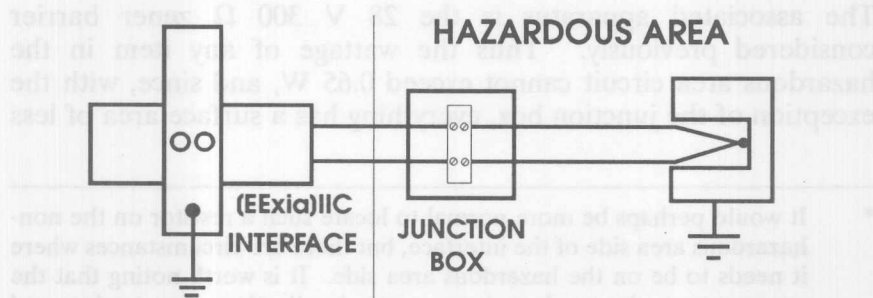 The associated apparatus is the 28 V 300 Ω zener barrier
considered previously. Thus the wattage of any item in the
hazardous area circuit cannot exceed 0.65 W, and since, with the
exception of the junction box, everything has a surface area of less
HAZARDOUS AREA
(EExia)IIC
INTERFACE
JUNCTION
BOX
* It would perhaps be more normal to locate such a resistor on the non-
hazardous area side of the interface, but circumstances where
it needs to be on the hazardous area side. It is worth noting that the